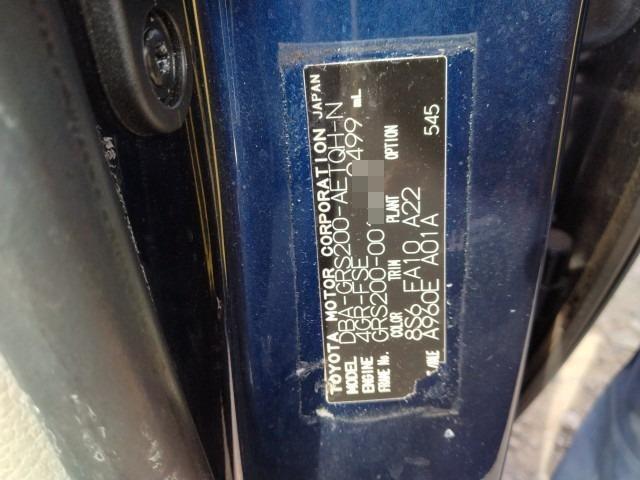 TOYOTA MOTOR CORPORATION JAPAN
MODEL DBA-GRS200-AETQH-N
ENGINE 4GR-FSE 2499 mL
FRAME No. GRS200-001
COLOR TRIM PLANT OPTION
8S6 EA10 A22 545
A960E A01A